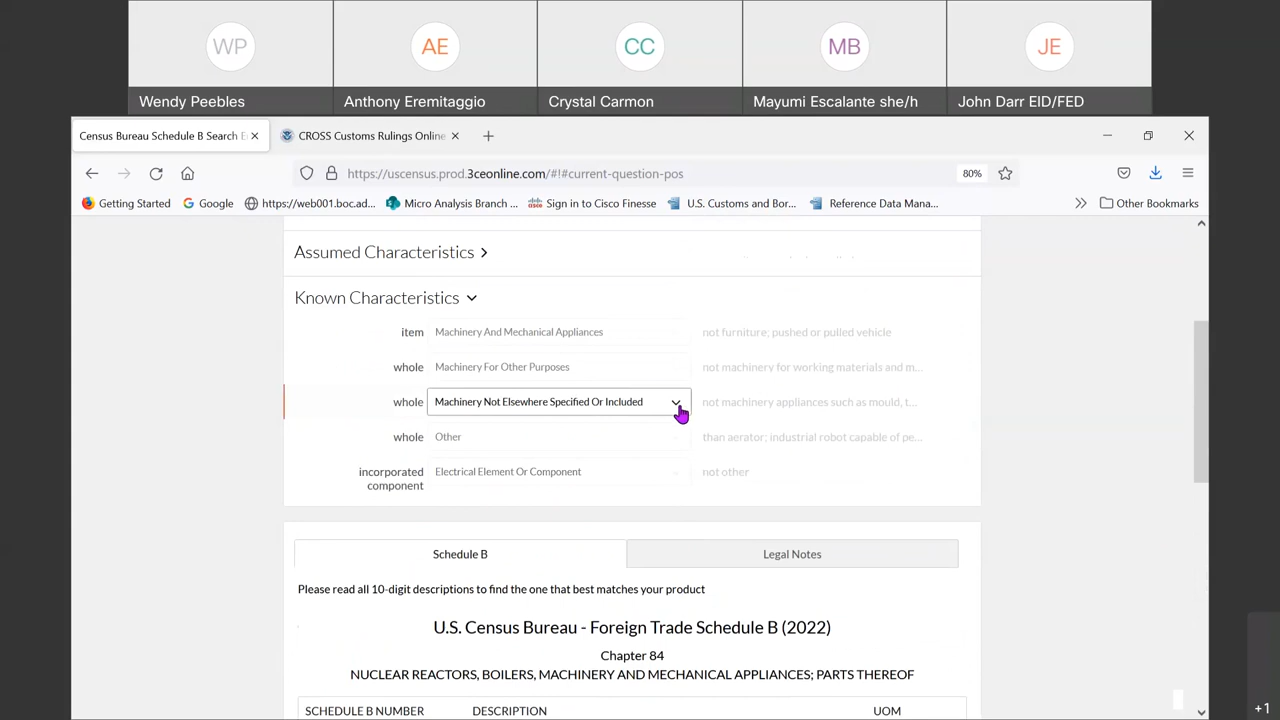 WP AE CC MB JE
Wendy Peebles Anthony Eremitaggio Crystal Carmon Mayumi Escalante she/h John Darr EID/FED
Census Bureau Schedule B Search E CROSS Customs Rulings Online
https://uscensus.prod.3ceonline.com/#!#current-question-pos 80%
Getting Started Google https://web001.boc.ad... Micro Analysis Branch ... Sign in to Cisco Finesse U.S. Customs and Bor... Reference Data Mana... Other Bookmarks
Assumed Characteristics
Known Characteristics
item Machinery And Mechanical Appliances not furniture; pushed or pulled vehicle
whole Machinery For Other Purposes not machinery for working materials and m...
whole Machinery Not Elsewhere Specified Or Included not machinery appliances such as mould, t...
whole Other than aerator; industrial robot capable of pe...
incorporated component Electrical Element Or Component not other
Schedule B Legal Notes
Please read all 10-digit descriptions to find the one that best matches your product
U.S. Census Bureau - Foreign Trade Schedule B (2022)
Chapter 84
NUCLEAR REACTORS, BOILERS, MACHINERY AND MECHANICAL APPLIANCES; PARTS THEREOF
SCHEDULE B NUMBER DESCRIPTION UOM
+1